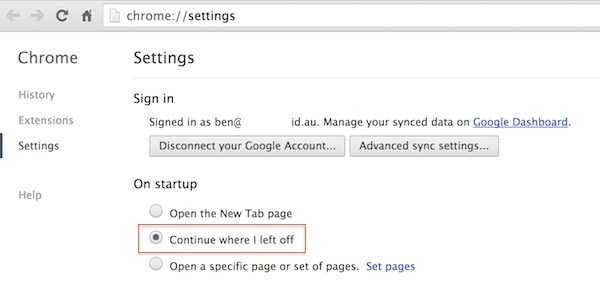 chrome://settings
Chrome
Settings
History
Extensions
Settings
Help
Sign in
Signed in as ben@ id.au. Manage your synced data on Google Dashboard.
Disconnect your Google Account... Advanced sync settings...
On startup
Open the New Tab page
Continue where I left off
Open a specific page or set of pages. Set pages